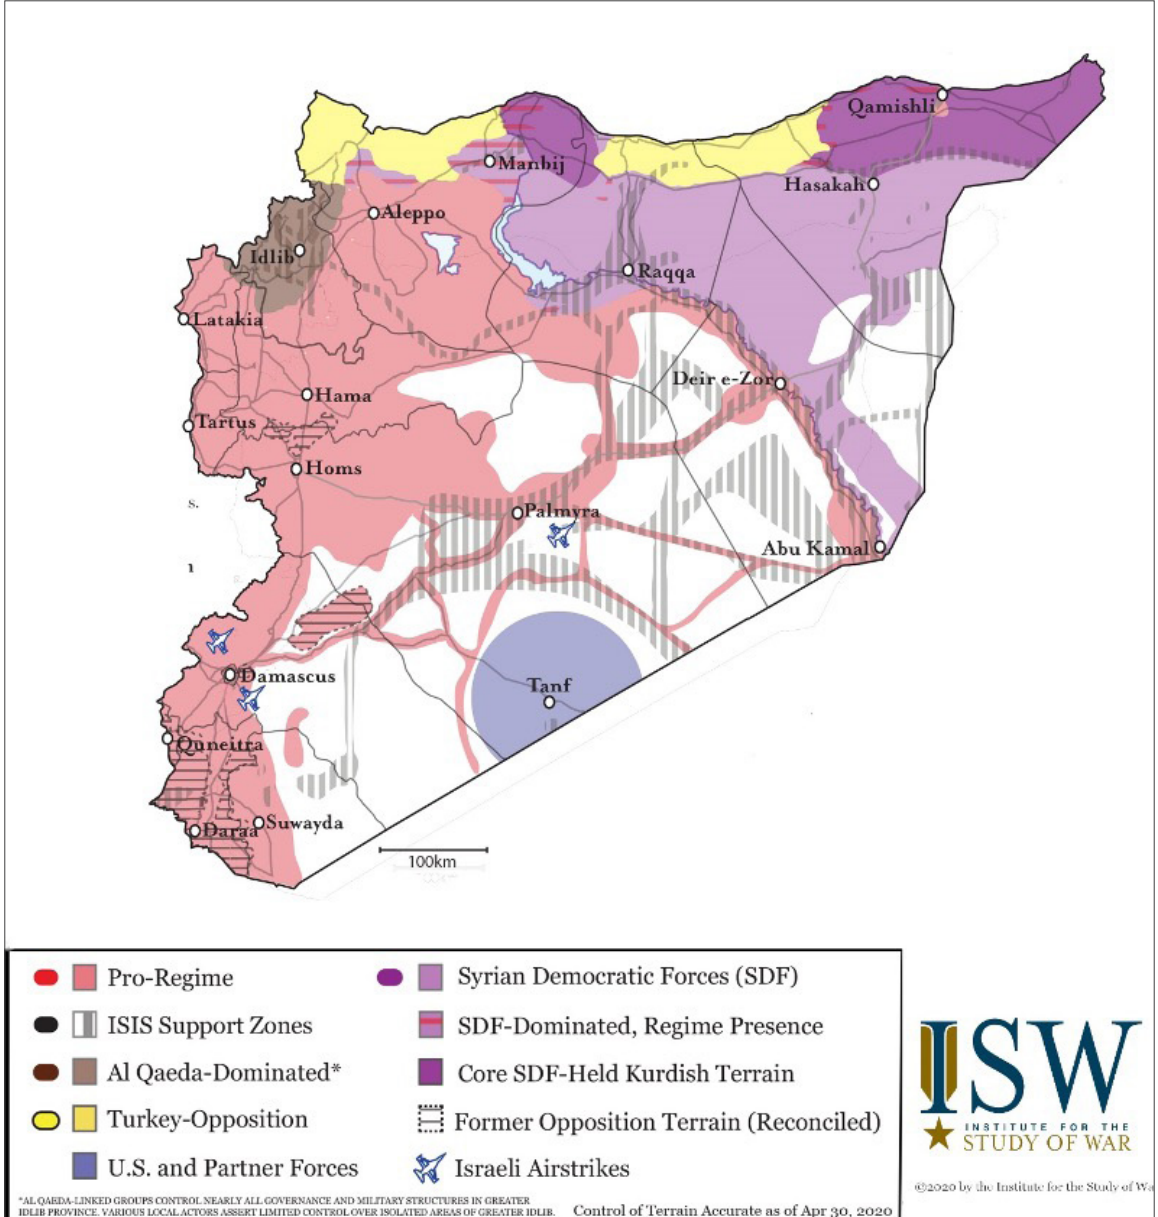 Qamishli
Manbij
Hasakah
Aleppo
Idlib
Raqqa
Latakia
Deir e-Zor
Hama
Tartus
Homs
s.
Palmyra
Abu Kamal
1
Damascus
Tanf
Quneitra
Suwayda
Daraa
100km
Pro-Regime
ISIS Support Zones
Al Qaeda-Dominated*
Turkey-Opposition
U.S. and Partner Forces
Syrian Democratic Forces (SDF)
SDF-Dominated, Regime Presence
Core SDF-Held Kurdish Terrain
Former Opposition Terrain (Reconciled)
Israeli Airstrikes
*AL QAEDA-LINKED GROUPS CONTROL NEARLY ALL GOVERNANCE AND MILITARY STRUCTURES IN GREATER
IDLIB PROVINCE. VARIOUS LOCAL ACTORS ASSERT LIMITED CONTROL OVER ISOLATED AREAS OF GREATER IDLIB.
Control of Terrain Accurate as of Apr 30, 2020
ISW
INSTITUTE FOR THE
STUDY OF WAR
©2020 by the Institute for the Study of Wa